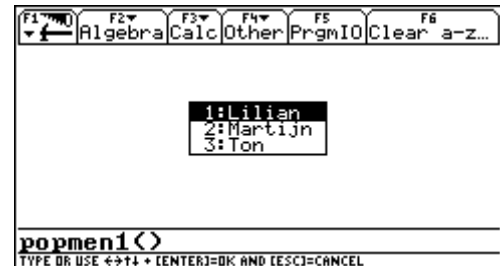 F1 F2 F3 F4 F5 F6
Algebra Calc Other PrgmIO Clear a-z…
1:Lilian
2:Martijn
3:Ton
popmen1()
TYPE OR USE ←→↑↓ + [ENTER]=OK AND [ESC]=CANCEL